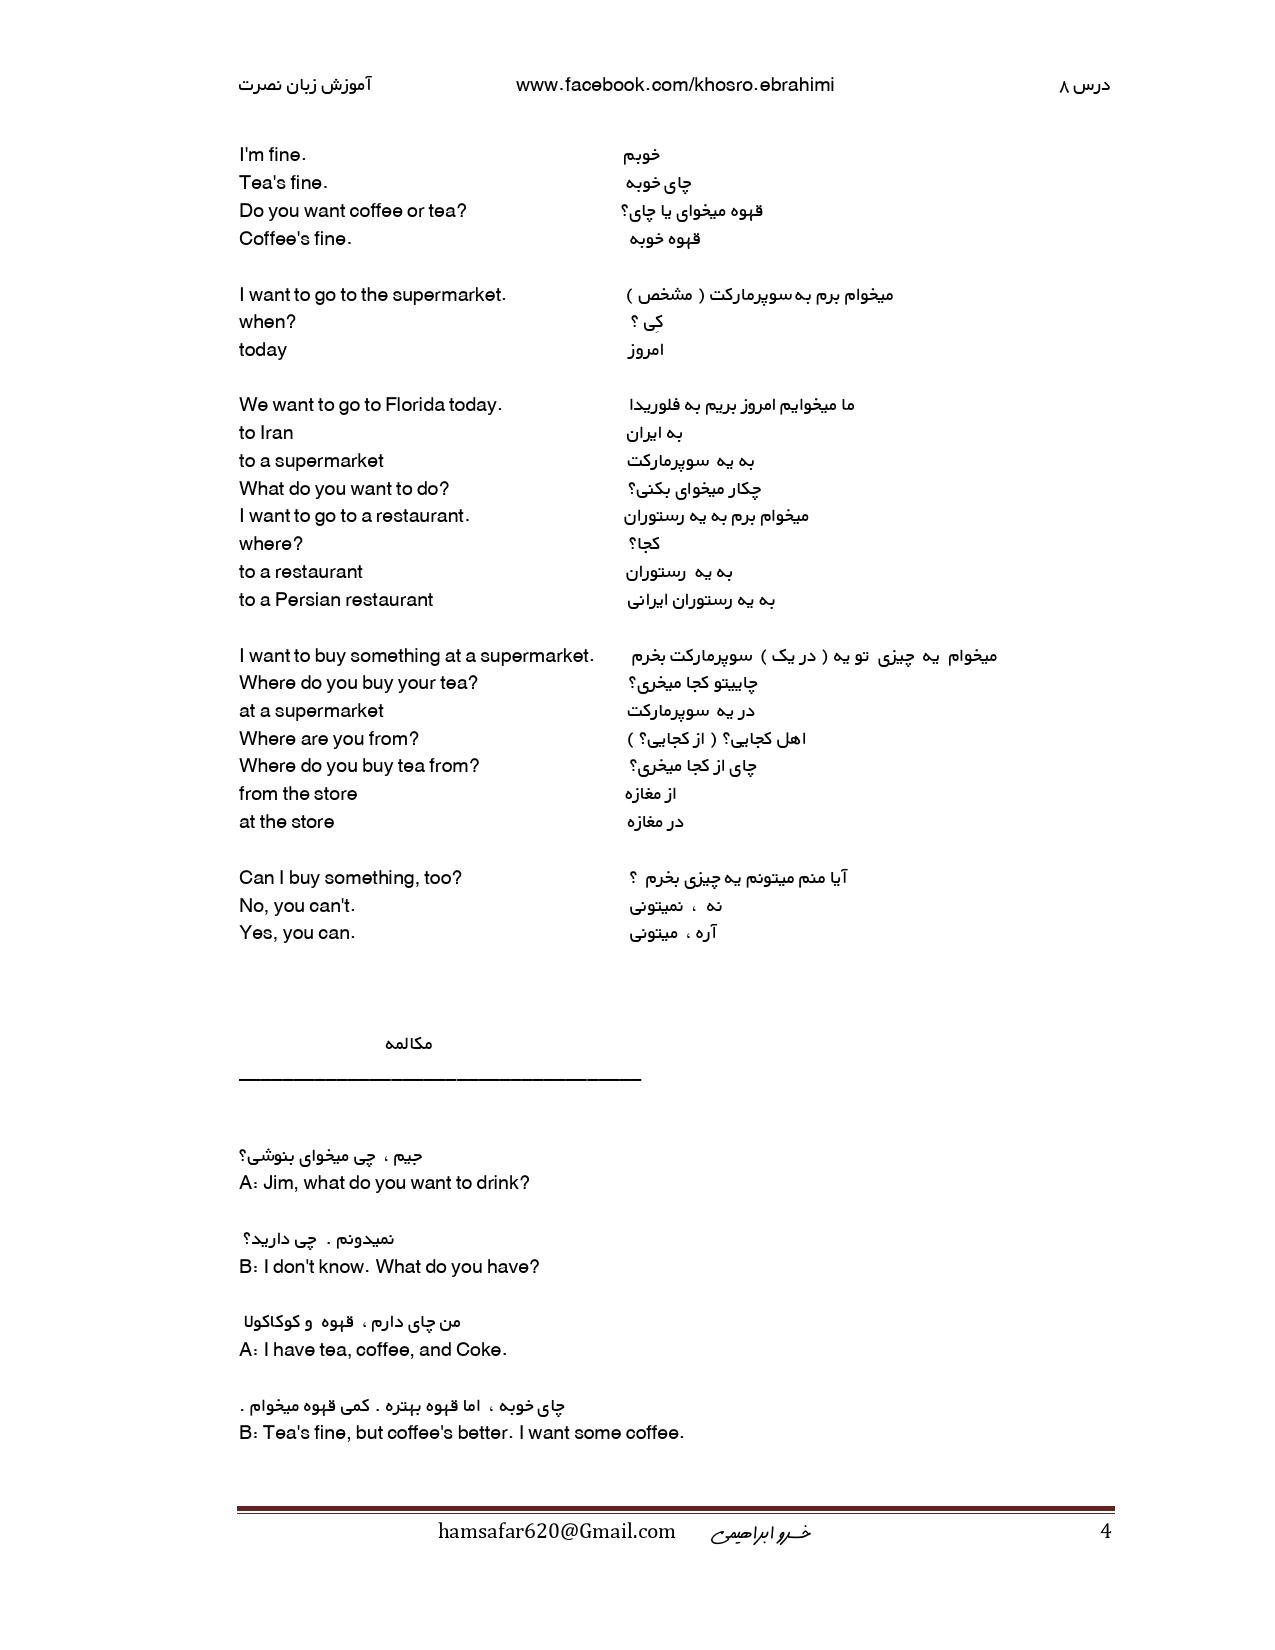 آموزش زبان نصرت www.facebook.com/khosro.ebrahimi درس ۸
I'm fine. خوبم
Tea's fine. چای خوبه
Do you want coffee or tea? قهوه میخوای یا چای؟
Coffee's fine. قهوه خوبه
I want to go to the supermarket. میخوام برم به سوپرمارکت ( مشخص )
when? کِی ؟
today امروز
We want to go to Florida today. ما میخوایم امروز بریم به فلوریدا
to Iran به ایران
to a supermarket به یه سوپرمارکت
What do you want to do? چکار میخوای بکنی؟
I want to go to a restaurant. میخوام برم به یه رستوران
where? کجا؟
to a restaurant به یه رستوران
to a Persian restaurant به یه رستوران ایرانی
I want to buy something at a supermarket. میخوام یه چیزی تو یه ( در یک ) سوپرمارکت بخرم
Where do you buy your tea? چاییتو کجا میخری؟
at a supermarket در یه سوپرمارکت
Where are you from? اهل کجایی؟ ( از کجایی؟ )
Where do you buy tea from? چای از کجا میخری؟
from the store از مغازه
at the store در مغازه
Can I buy something, too? آیا منم میتونم یه چیزی بخرم ؟
No, you can't. نه ، نمیتونی
Yes, you can. آره ، میتونی
مکالمه
جیم ، چی میخوای بنوشی؟
A: Jim, what do you want to drink?
نمیدونم . چی دارید؟
B: I don't know. What do you have?
من چای دارم ، قهوه و کوکاکولا
A: I have tea, coffee, and Coke.
چای خوبه ، اما قهوه بهتره . کمی قهوه میخوام .
B: Tea's fine, but coffee's better. I want some coffee.
hamsafar620@Gmail.com خسرو ابراهیمی 4